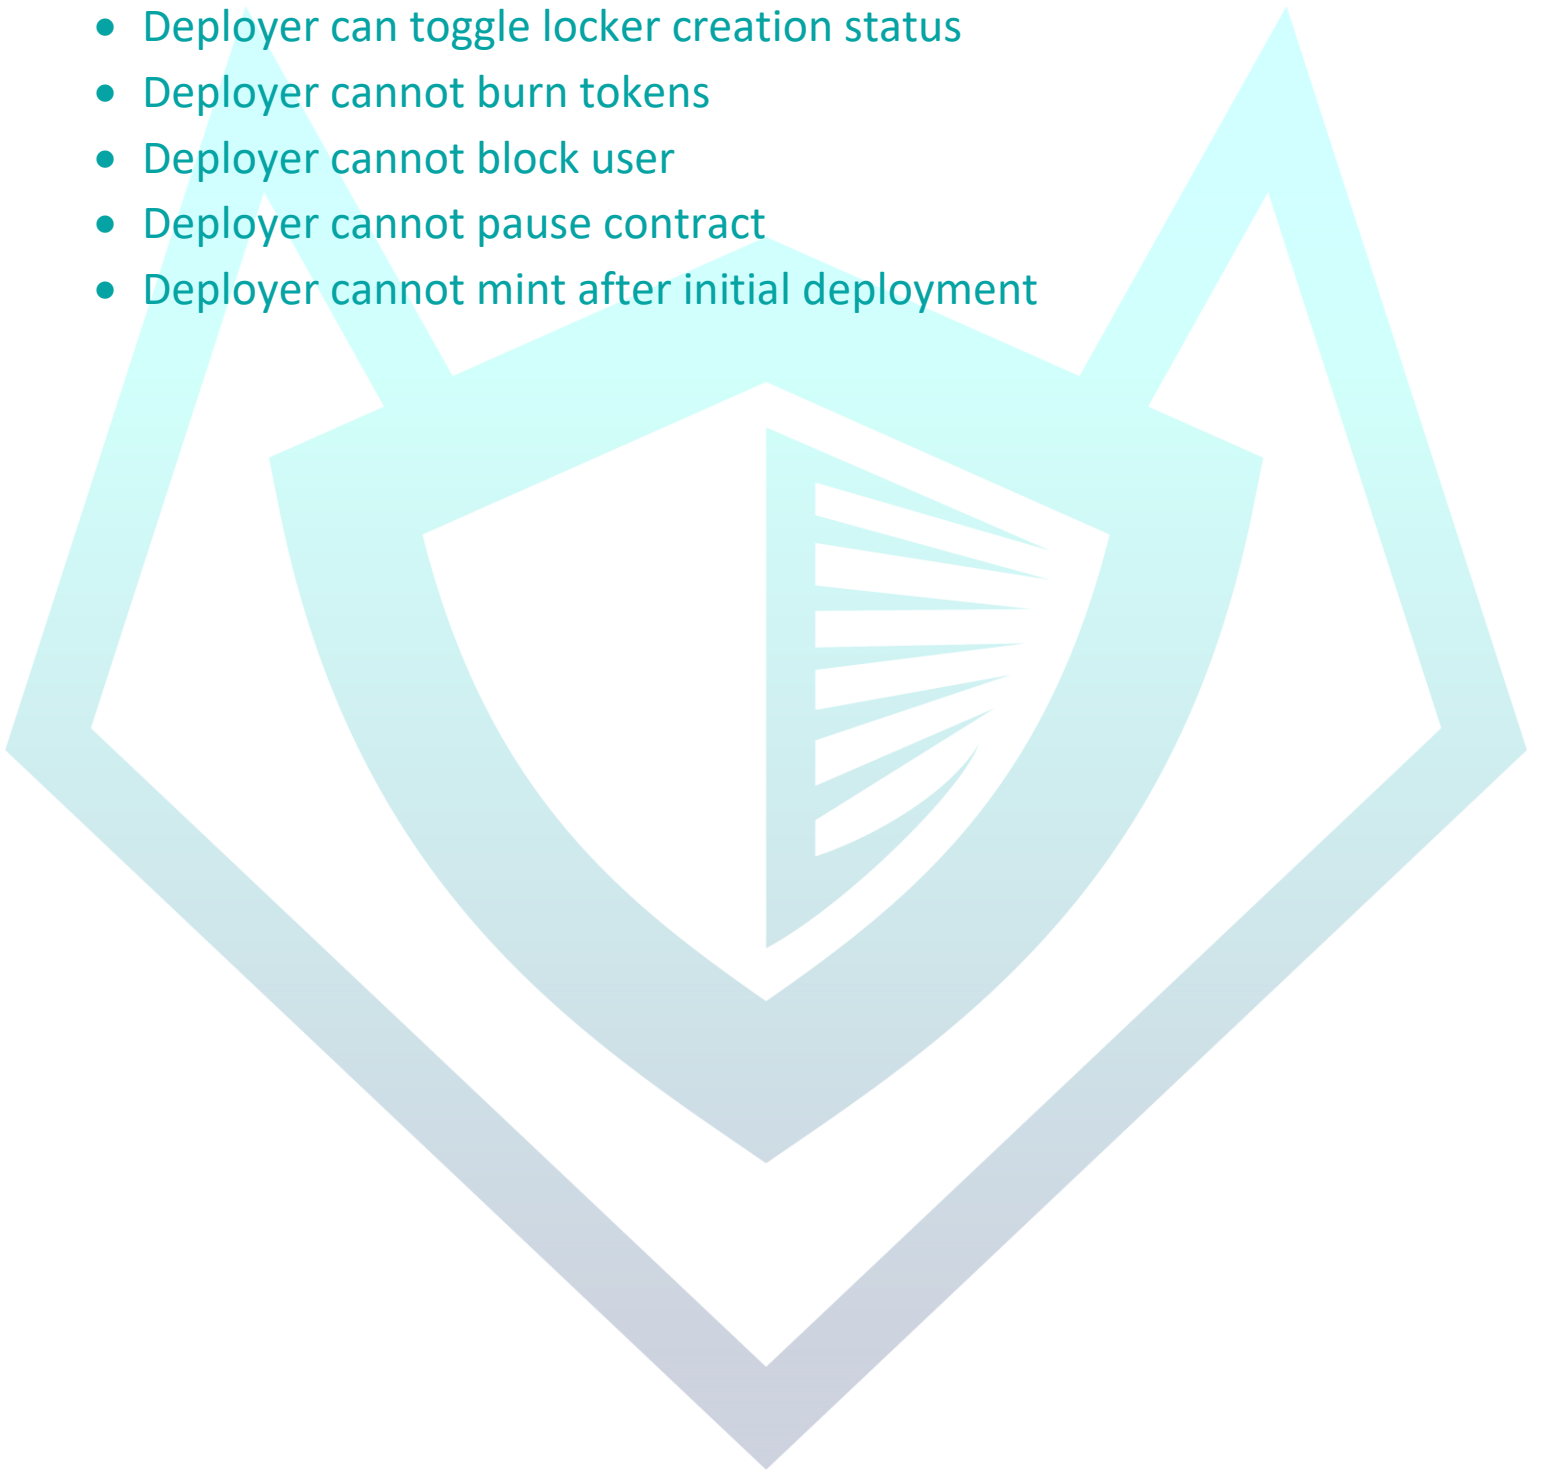 • Deployer can toggle locker creation status
• Deployer cannot burn tokens
• Deployer cannot block user
• Deployer cannot pause contract
• Deployer cannot mint after initial deployment